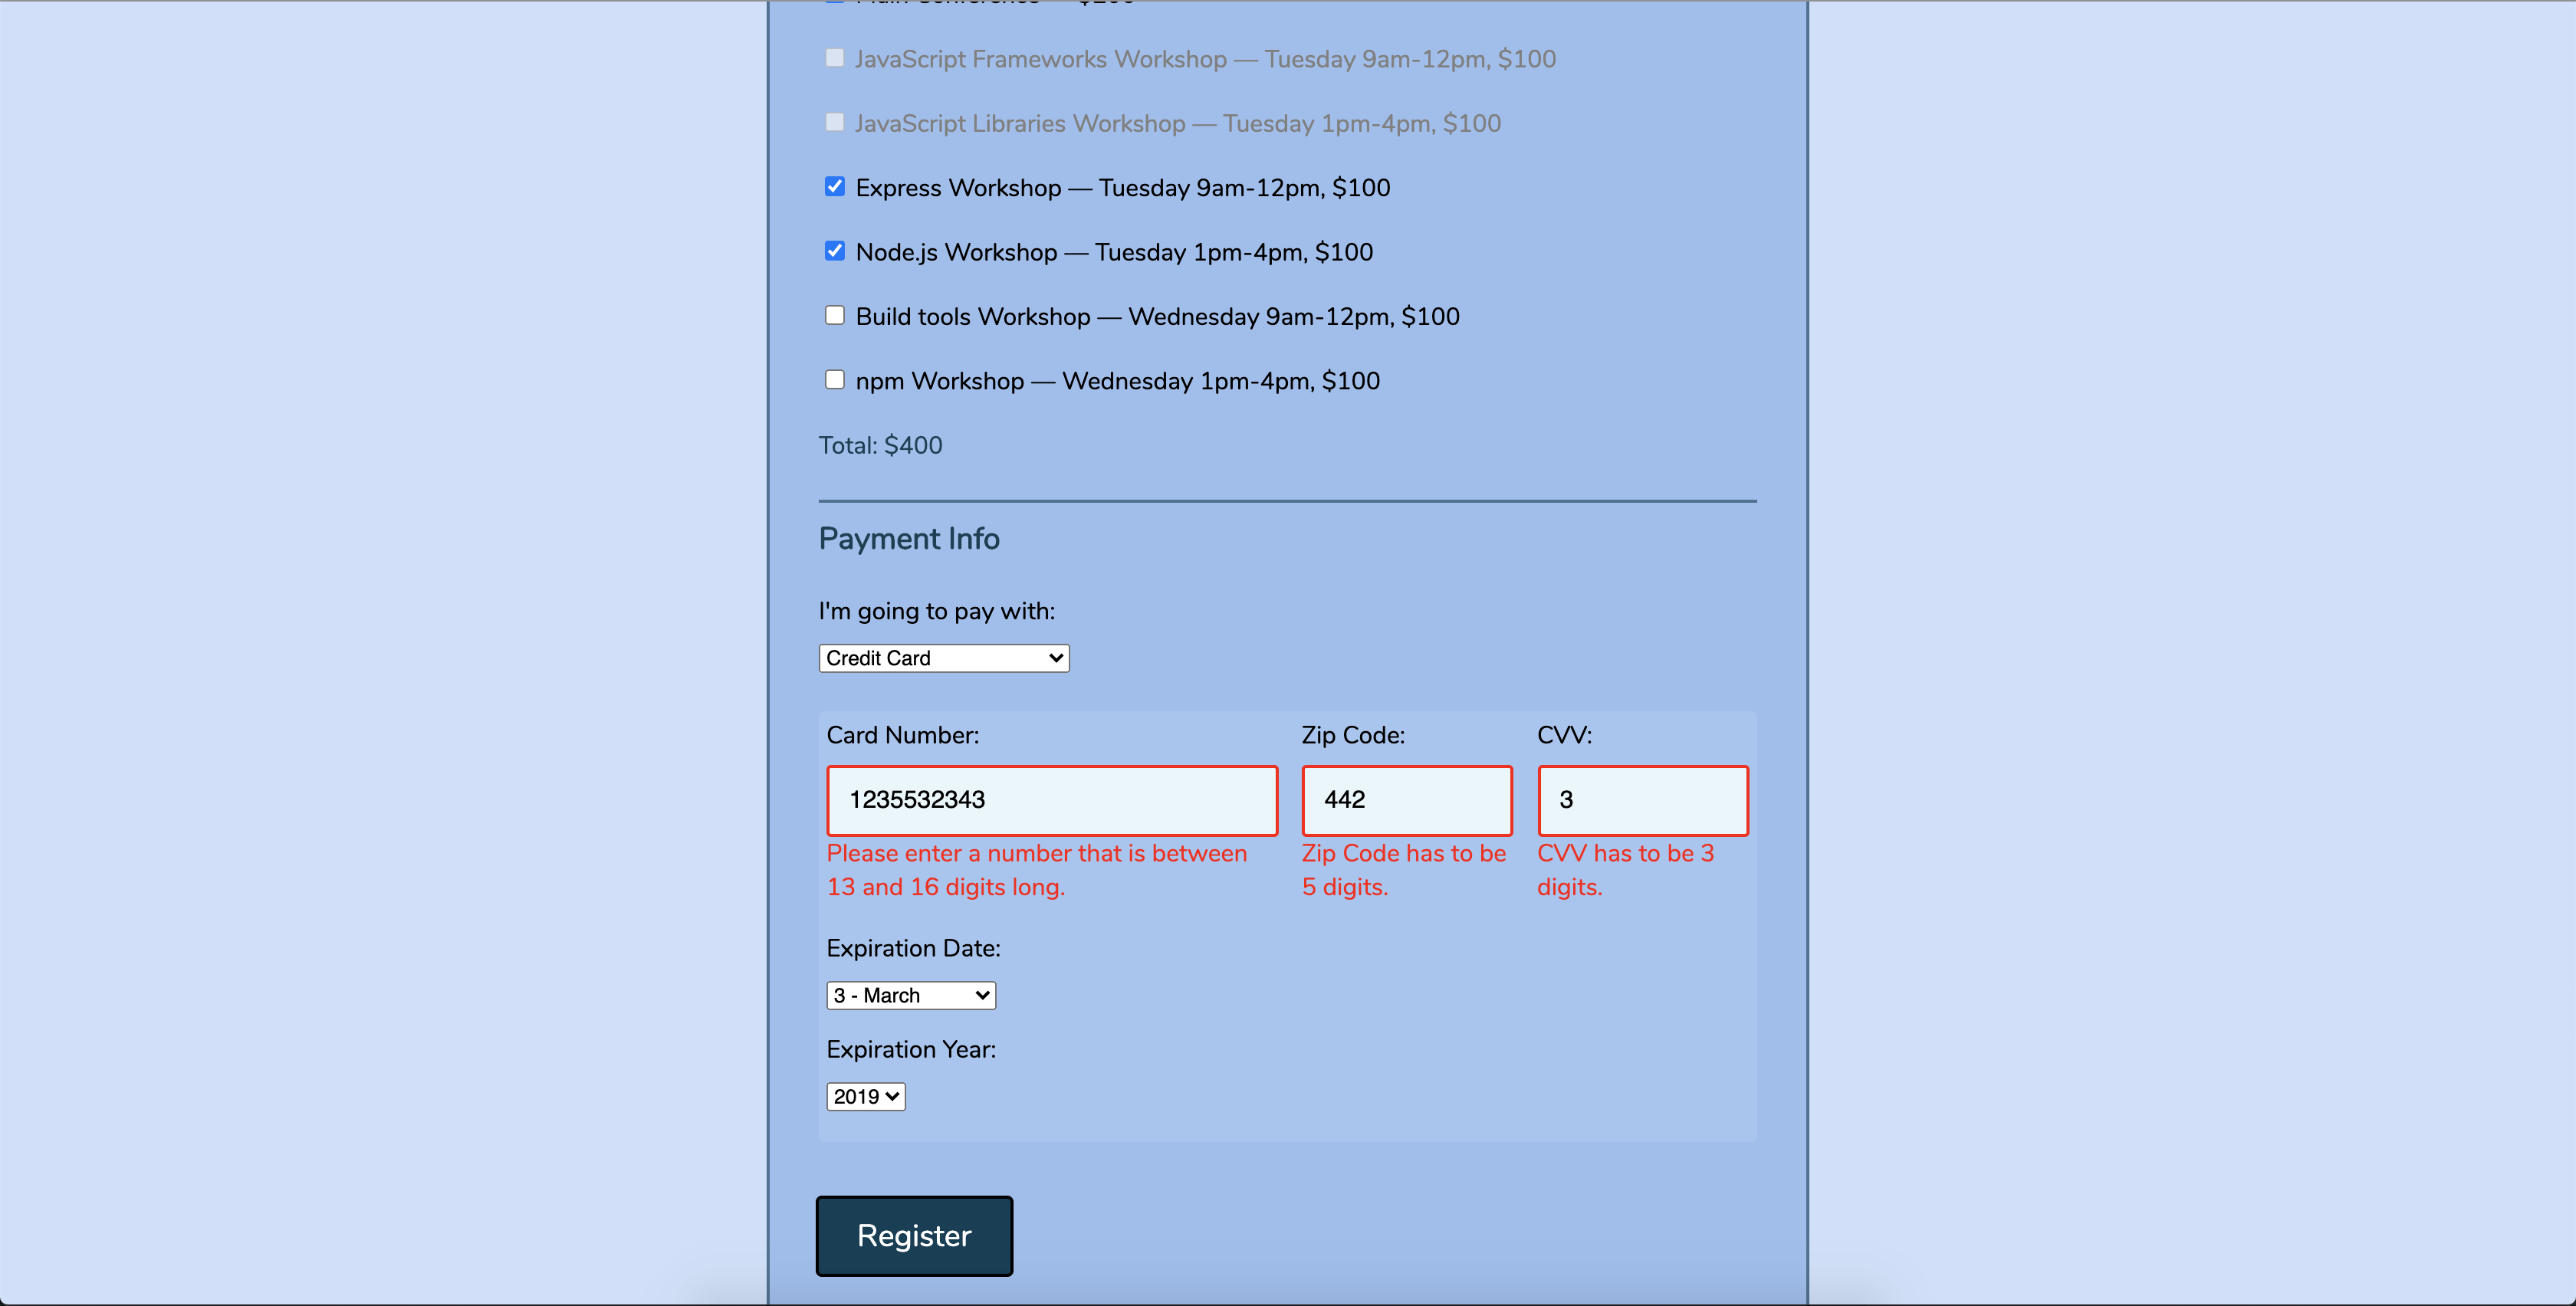 Main Conference — $200
JavaScript Frameworks Workshop — Tuesday 9am-12pm, $100
JavaScript Libraries Workshop — Tuesday 1pm-4pm, $100
Express Workshop — Tuesday 9am-12pm, $100
Node.js Workshop — Tuesday 1pm-4pm, $100
Build tools Workshop — Wednesday 9am-12pm, $100
npm Workshop — Wednesday 1pm-4pm, $100
Total: $400
Payment Info
I'm going to pay with:
Credit Card
Card Number: Zip Code: CVV:
1235532343 442 3
Please enter a number that is between Zip Code has to be CVV has to be 3
13 and 16 digits long. 5 digits. digits.
Expiration Date:
3 - March
Expiration Year:
2019
Register